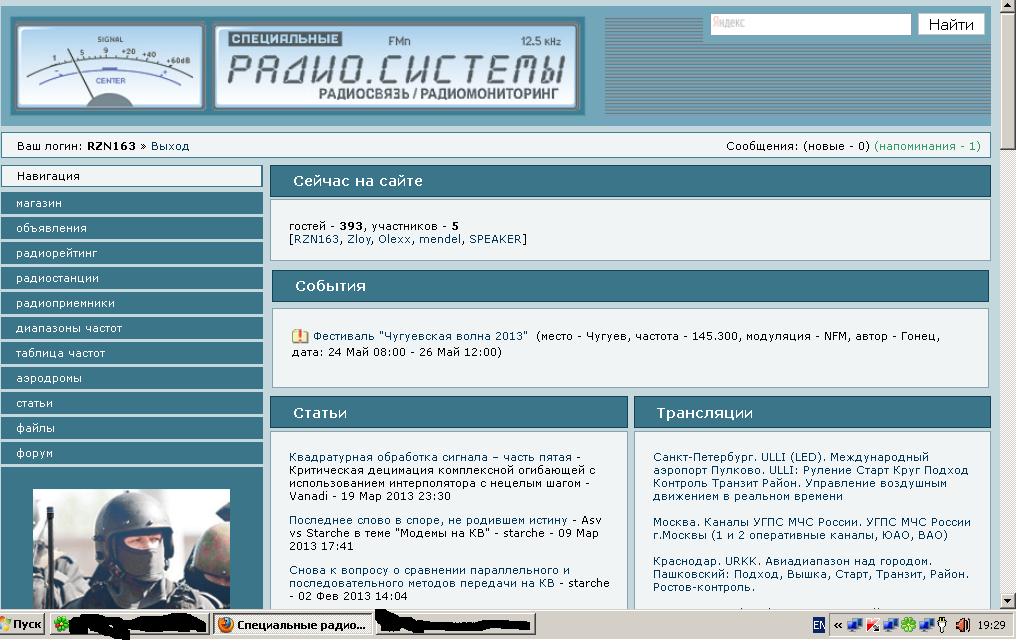 Яндекс
Найти
SIGNAL
1 3 5 9 +20 +40 +60dB
CENTER
СПЕЦИАЛЬНЫЕ FMn 12.5 кHz
РАДИО.СИСТЕМЫ
РАДИОСВЯЗЬ / РАДИОМОНИТОРИНГ
Ваш логин: RZN163 » Выход
Сообщения: (новые - 0) (напоминания - 1)
Навигация
магазин
объявления
радиорейтинг
радиостанции
радиоприемники
диапазоны частот
таблица частот
аэродромы
статьи
файлы
форум
Сейчас на сайте
гостей - 393, участников - 5
[RZN163, Zloy, Olexx, mendel, SPEAKER]
События
Фестиваль "Чугуевская волна 2013" (место - Чугуев, частота - 145.300, модуляция - NFM, автор - Гонец,
дата: 24 Май 08:00 - 26 Май 12:00)
Статьи
Квадратурная обработка сигнала – часть пятая -
Критическая децимация комплексной огибающей с
использованием интерполятора с нецелым шагом -
Vanadi - 19 Мар 2013 23:30
Последнее слово в споре, не родившем истину - Asv
vs Starche в теме "Модемы на КВ" - starche - 09 Мар
2013 17:41
Снова к вопросу о сравнении параллельного и
последовательного методов передачи на КВ - starche
- 02 Фев 2013 14:04
Трансляции
Санкт-Петербург. ULLI (LED). Международный
аэропорт Пулково. ULLI: Руление Старт Круг Подход
Контроль Транзит Район. Управление воздушным
движением в реальном времени
Москва. Каналы УГПС МЧС России. УГПС МЧС России
г.Москвы (1 и 2 оперативные каналы, ЮАО, ВАО)
Краснодар. URKK. Авиадиапазон над городом.
Пашковский: Подход, Вышка, Старт, Транзит, Район.
Ростов-контроль.
Пуск
Специальные радио...
EN
«
19:29